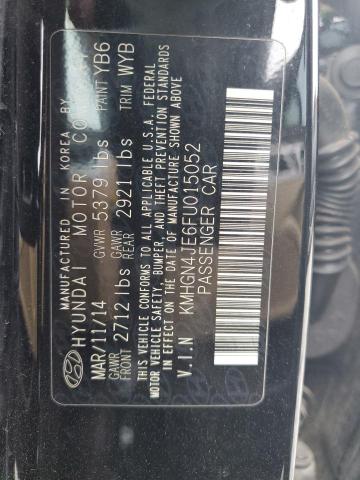 MANUFACTURED IN KOREA BY
HYUNDAI MOTOR
MAR/11/14 GVWR 5379 lbs PAINT YB6
GAWR FRONT 2712 lbs GAWR REAR 2921 lbs TRIM WYB
THIS VEHICLE CONFORMS TO ALL APPLICABLE U.S.A. FEDERAL
MOTOR VEHICLE SAFETY, BUMPER, AND THEFT PREVENTION STANDARDS
IN EFFECT ON THE DATE OF MANUFACTURE SHOWN ABOVE.
V.I.N KMHGN4JE6FU015052
PASSENGER CAR